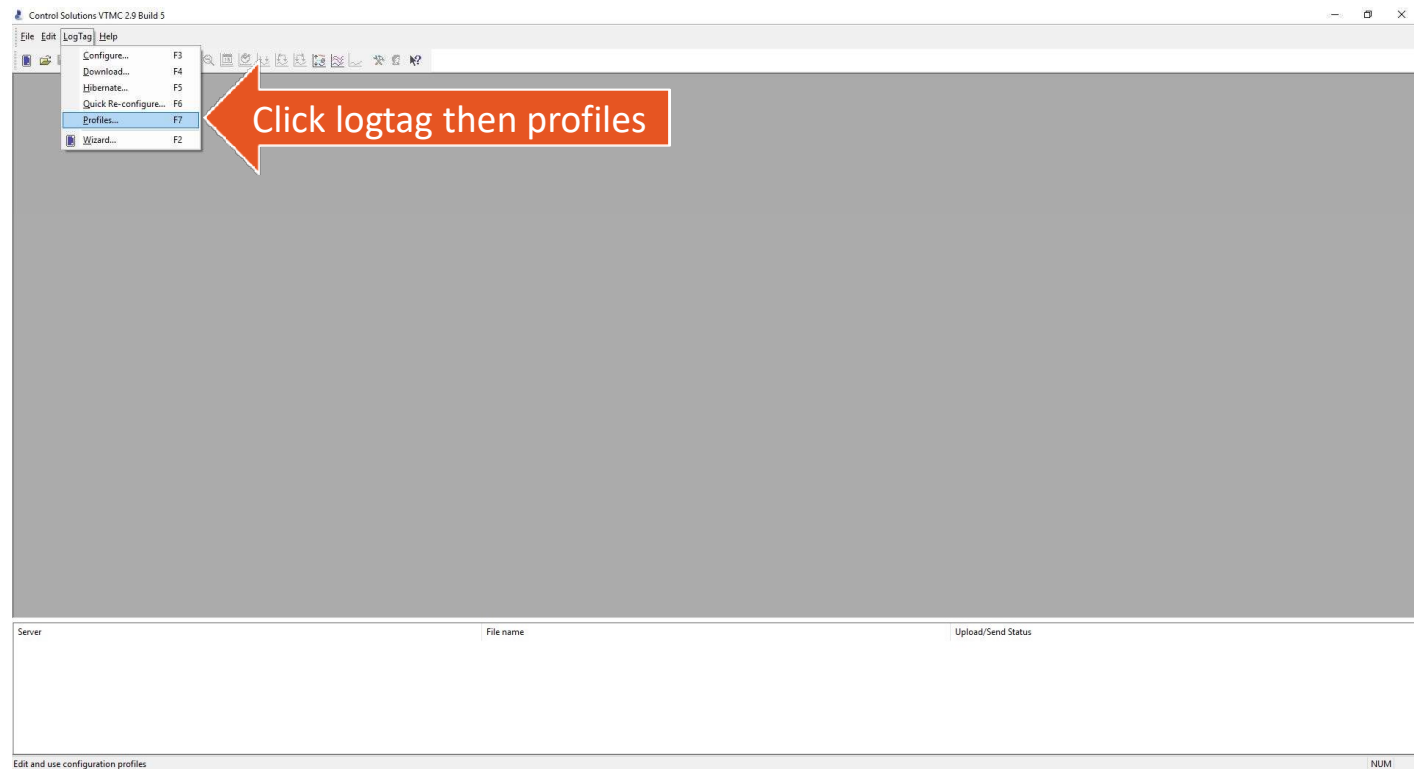 Control Solutions VTMC 2.9 Build 5
File Edit LogTag Help
Configure... F3
Download... F4
Hibernate... F5
Quick Re-configure... F6
Profiles... F7
Wizard... F2
Click logtag then profiles
Server File name Upload/Send Status
Edit and use configuration profiles NUM